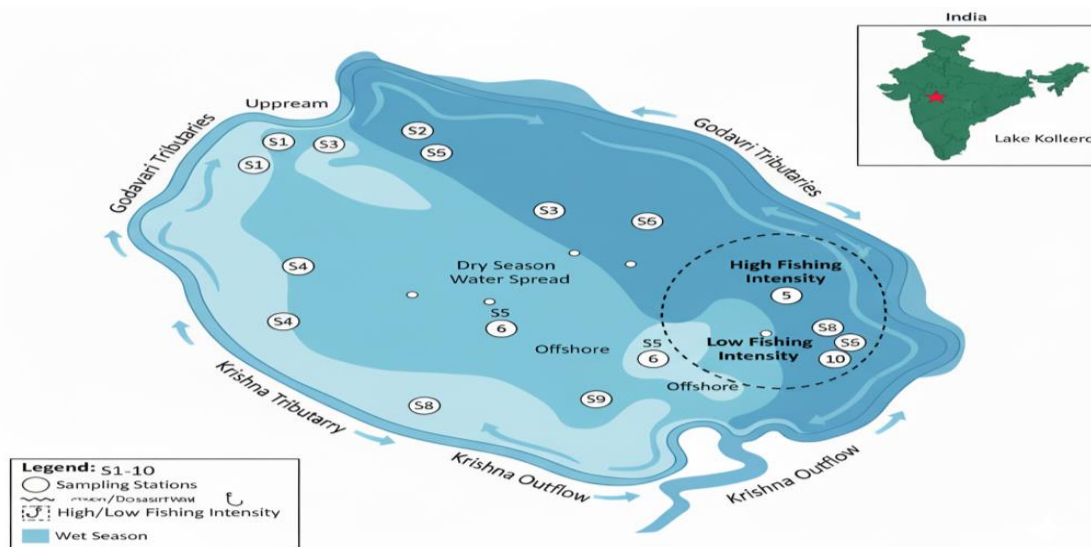 India
Lake Kolleru
Uppream
Godavari Tributaries
Godavri Tributaries
S1
S3
S1
S2
S5
S3
S6
S4
Dry Season
Water Spread
High Fishing
Intensity
5
S4
S5
6
Offshore
S5
6
Low Fishing
Intensity
S8
S6
10
Offshore
S8
S9
Krishna Tributarry
Krishna Outflow
Krishna Outflow
Legend: S1-10
Sampling Stations
High/Low Fishing Intensity
Wet Season